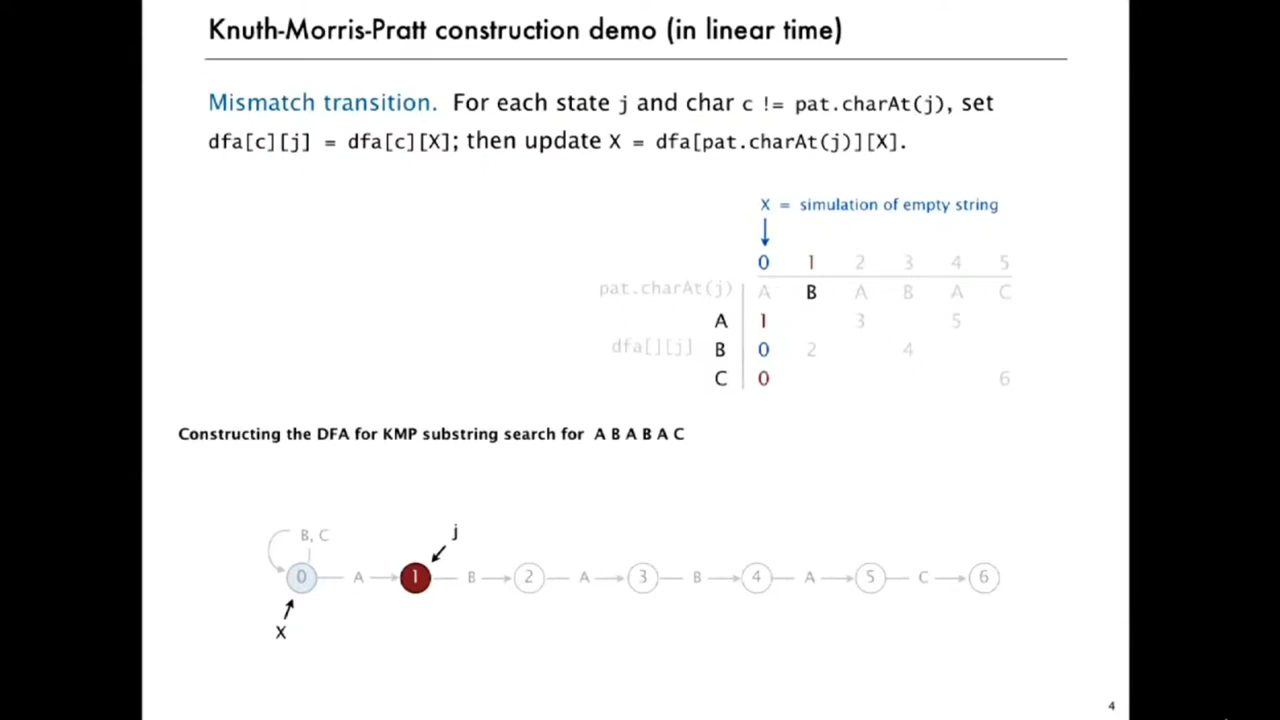 Knuth-Morris-Pratt construction demo (in linear time)
Mismatch transition. For each state j and char c != pat.charAt(j), set
dfa[c][j] = dfa[c][X]; then update X = dfa[pat.charAt(j)][X].
X = simulation of empty string
0 1 2 3 4 5
pat.charAt(j) A B A B A C
A 1 3 5
dfa[][j] B 0 2 4
C 0 6
Constructing the DFA for KMP substring search for A B A B A C
B, C j
0 A 1 B 2 A 3 B 4 A 5 C 6
X
4